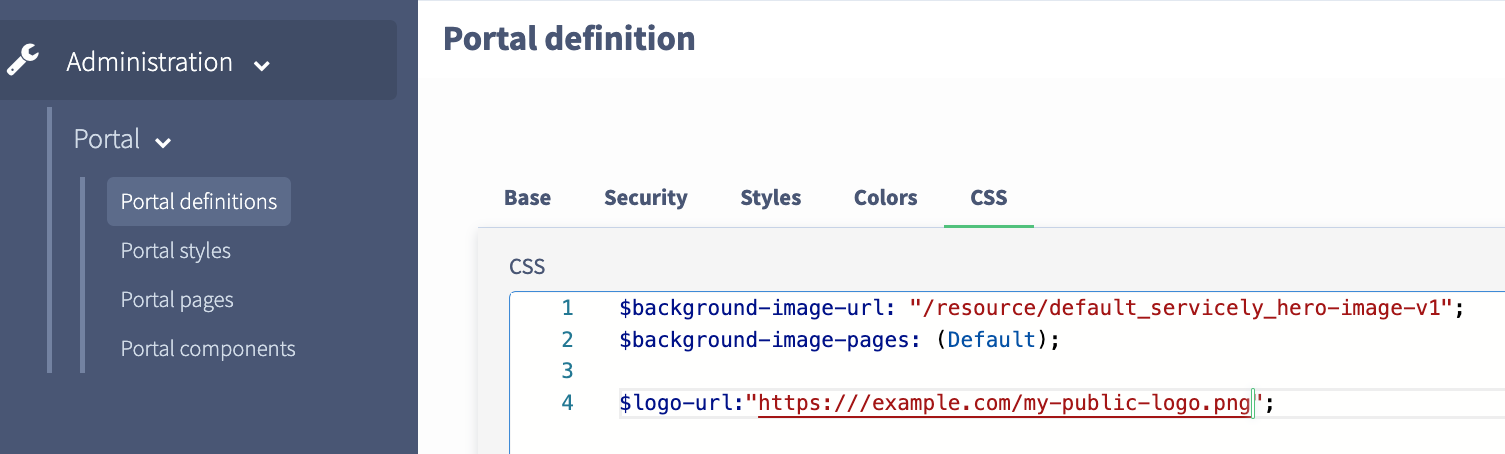 Administration
Portal
Portal definitions
Portal styles
Portal pages
Portal components
Portal definition
Base Security Styles Colors CSS
CSS
1 $background-image-url: "/resource/default_servicely_hero-image-v1";
2 $background-image-pages: (Default);
3
4 $logo-url:"https:///example.com/my-public-logo.png";